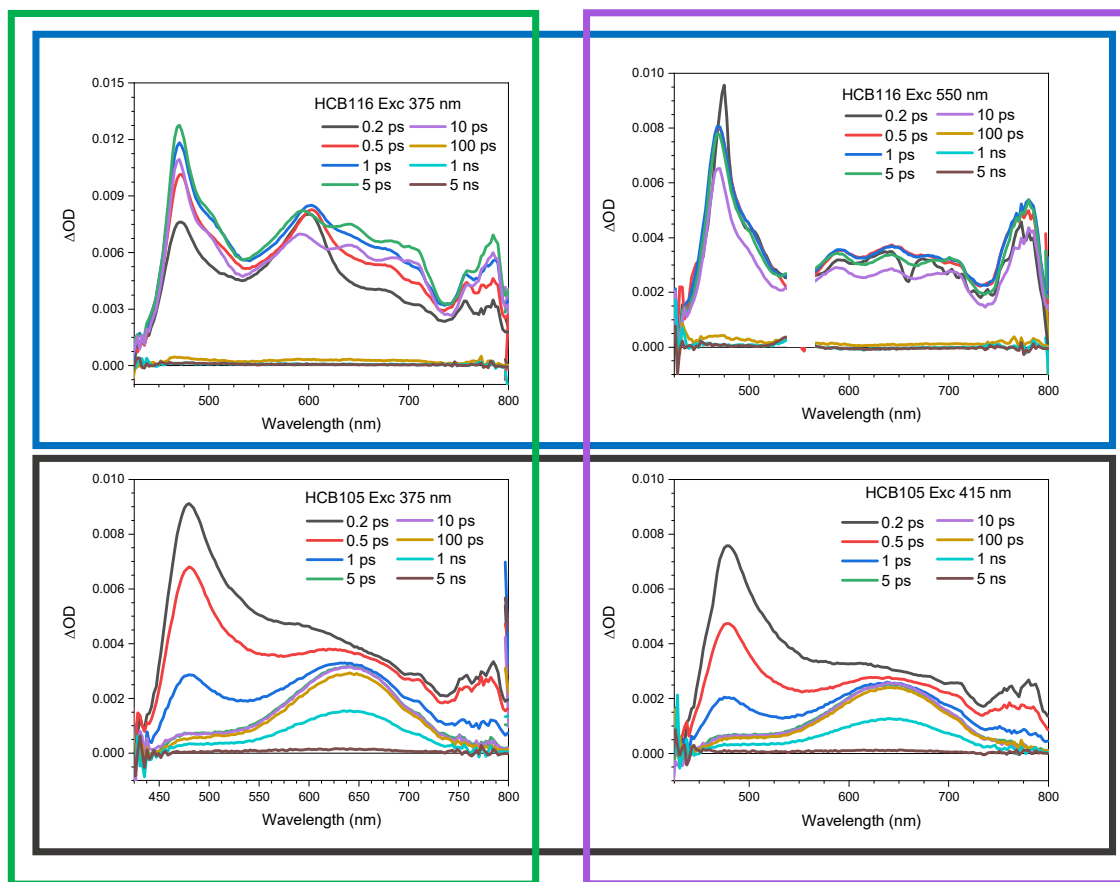 HCB116 Exc 375 nm
0.2 ps 10 ps
0.5 ps 100 ps
1 ps 1 ns
5 ps 5 ns
0.015
0.012
0.009
0.006
0.003
0.000
ΔOD
500 600 700 800
Wavelength (nm)
HCB116 Exc 550 nm
0.2 ps 10 ps
0.5 ps 100 ps
1 ps 1 ns
5 ps 5 ns
0.010
0.008
0.006
0.004
0.002
0.000
ΔOD
500 600 700 800
Wavelength (nm)
HCB105 Exc 375 nm
0.2 ps 10 ps
0.5 ps 100 ps
1 ps 1 ns
5 ps 5 ns
0.010
0.008
0.006
0.004
0.002
0.000
ΔOD
450 500 550 600 650 700 750 800
Wavelength (nm)
HCB105 Exc 415 nm
0.2 ps 10 ps
0.5 ps 100 ps
1 ps 1 ns
5 ps 5 ns
0.010
0.008
0.006
0.004
0.002
0.000
ΔOD
500 600 700 800
Wavelength (nm)